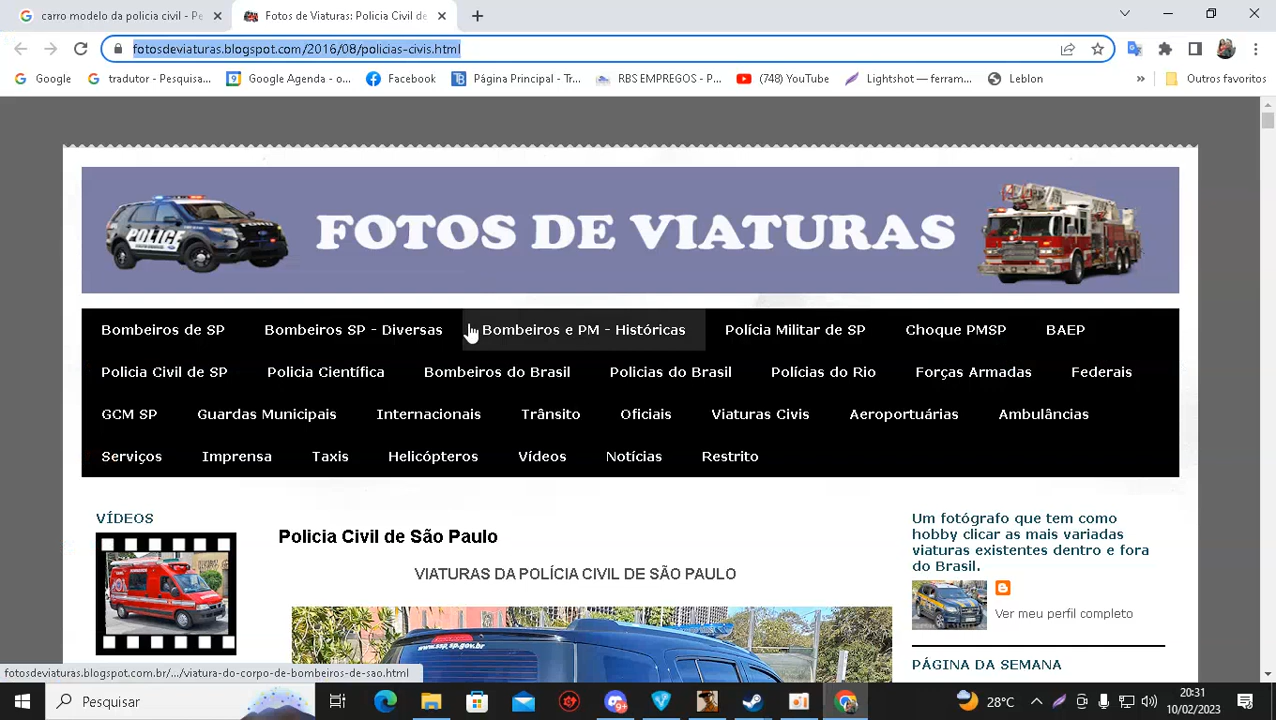 carro modelo da policia civil - Pe
Fotos de Viaturas: Policia Civil de
fotosdeviaturas.blogspot.com/2016/08/policias-civis.html
Google
tradutor - Pesquisa...
Google Agenda - o...
Facebook
Página Principal - Tr...
RBS EMPREGOS - P...
(748) YouTube
Lightshot — ferram...
Leblon
»
Outros favoritos
POLICE
FOTOS DE VIATURAS
Bombeiros de SP
Bombeiros SP - Diversas
Bombeiros e PM - Históricas
Polícia Militar de SP
Choque PMSP
BAEP
Policia Civil de SP
Policia Científica
Bombeiros do Brasil
Policias do Brasil
Polícias do Rio
Forças Armadas
Federais
GCM SP
Guardas Municipais
Internacionais
Trânsito
Oficiais
Viaturas Civis
Aeroportuárias
Ambulâncias
Serviços
Imprensa
Taxis
Helicópteros
Vídeos
Notícias
Restrito
VÍDEOS
Policia Civil de São Paulo
VIATURAS DA POLÍCIA CIVIL DE SÃO PAULO
www.ssp.sp.gov.br
Um fotógrafo que tem como
hobby clicar as mais variadas
viaturas existentes dentro e fora
do Brasil.
Ver meu perfil completo
PÁGINA DA SEMANA
fotosdeviaturas.blogspot.com.br/.../viatura-do-corpo-de-bombeiros-de-sao.html
Pesquisar
9+
28°C
20:31
10/02/2023